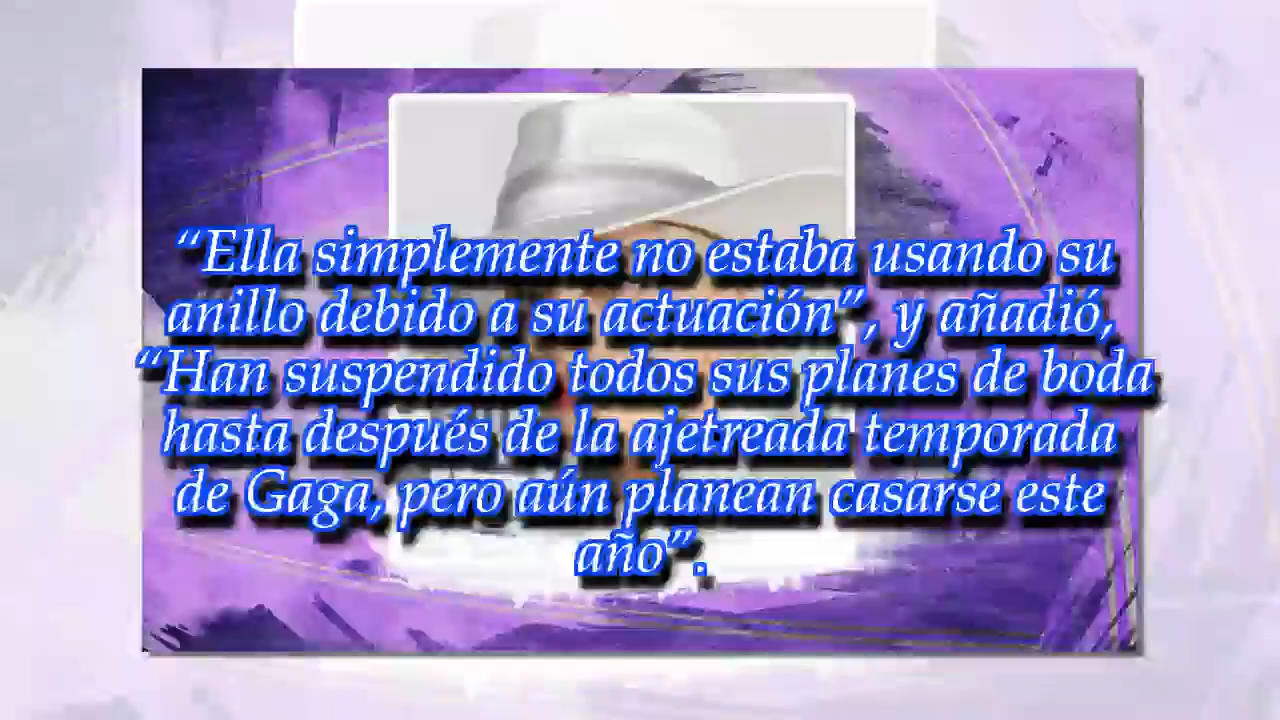 “Ella simplemente no estaba usando su
anillo debido a su actuación”, y añadió,
“Han suspendido todos sus planes de boda
hasta después de la ajetreada temporada
de Gaga, pero aún planean casarse este
año”.